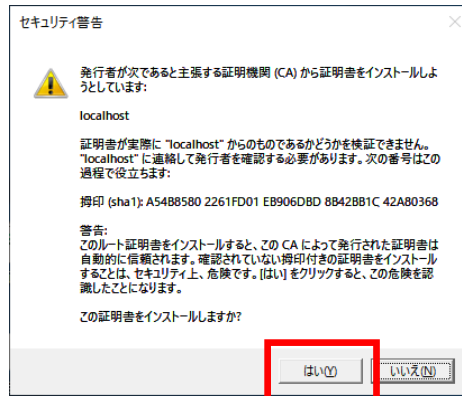 セキュリティ警告
発行者が次であると主張する証明機関 (CA) から証明書をインストールしよ
うとしています:
localhost
証明書が実際に "localhost" からのものであるかどうかを検証できません。
"localhost" に連絡して発行者を確認する必要があります。次の番号はこの
過程で役立ちます:
拇印 (sha1): A54B8580 2261FD01 EB906DBD 8B42BB1C 42A80368
警告:
このルート証明書をインストールすると、この CA によって発行された証明書は
自動的に信頼されます。確認されていない拇印付きの証明書をインストール
することは、セキュリティ上、危険です。[はい] をクリックすると、この危険を認
識したことになります。
この証明書をインストールしますか?
はい(Y) いいえ(N)